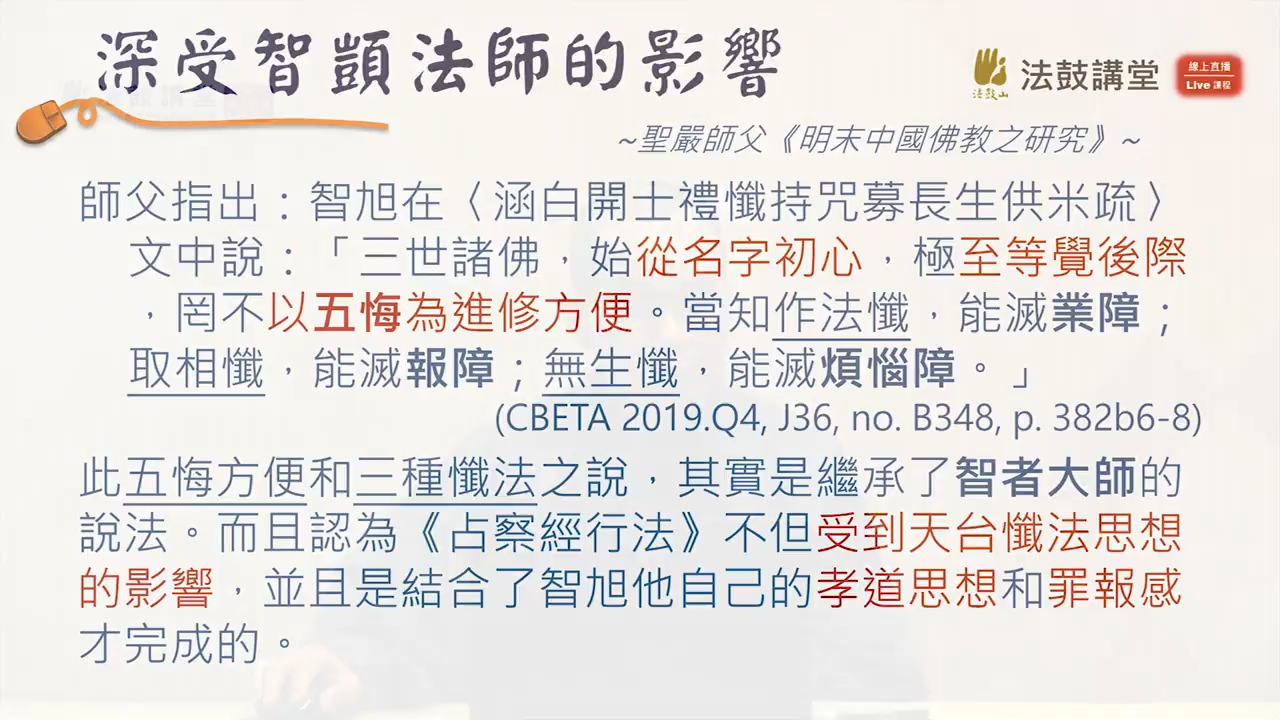 深受智顗法師的影響
法鼓山
法鼓講堂
線上直播
Live 課程
~聖嚴師父《明末中國佛教之研究》~
師父指出：智旭在〈涵白開士禮懺持咒募長生供米疏〉
文中說：「三世諸佛，始從名字初心，極至等覺後際
，罔不以五悔為進修方便。當知作法懺，能滅業障；
取相懺，能滅報障；無生懺，能滅煩惱障。」
(CBETA 2019.Q4, J36, no. B348, p. 382b6-8)
此五悔方便和三種懺法之說，其實是繼承了智者大師的
說法。而且認為《占察經行法》不但受到天台懺法思想
的影響，並且是結合了智旭他自己的孝道思想和罪報感
才完成的。